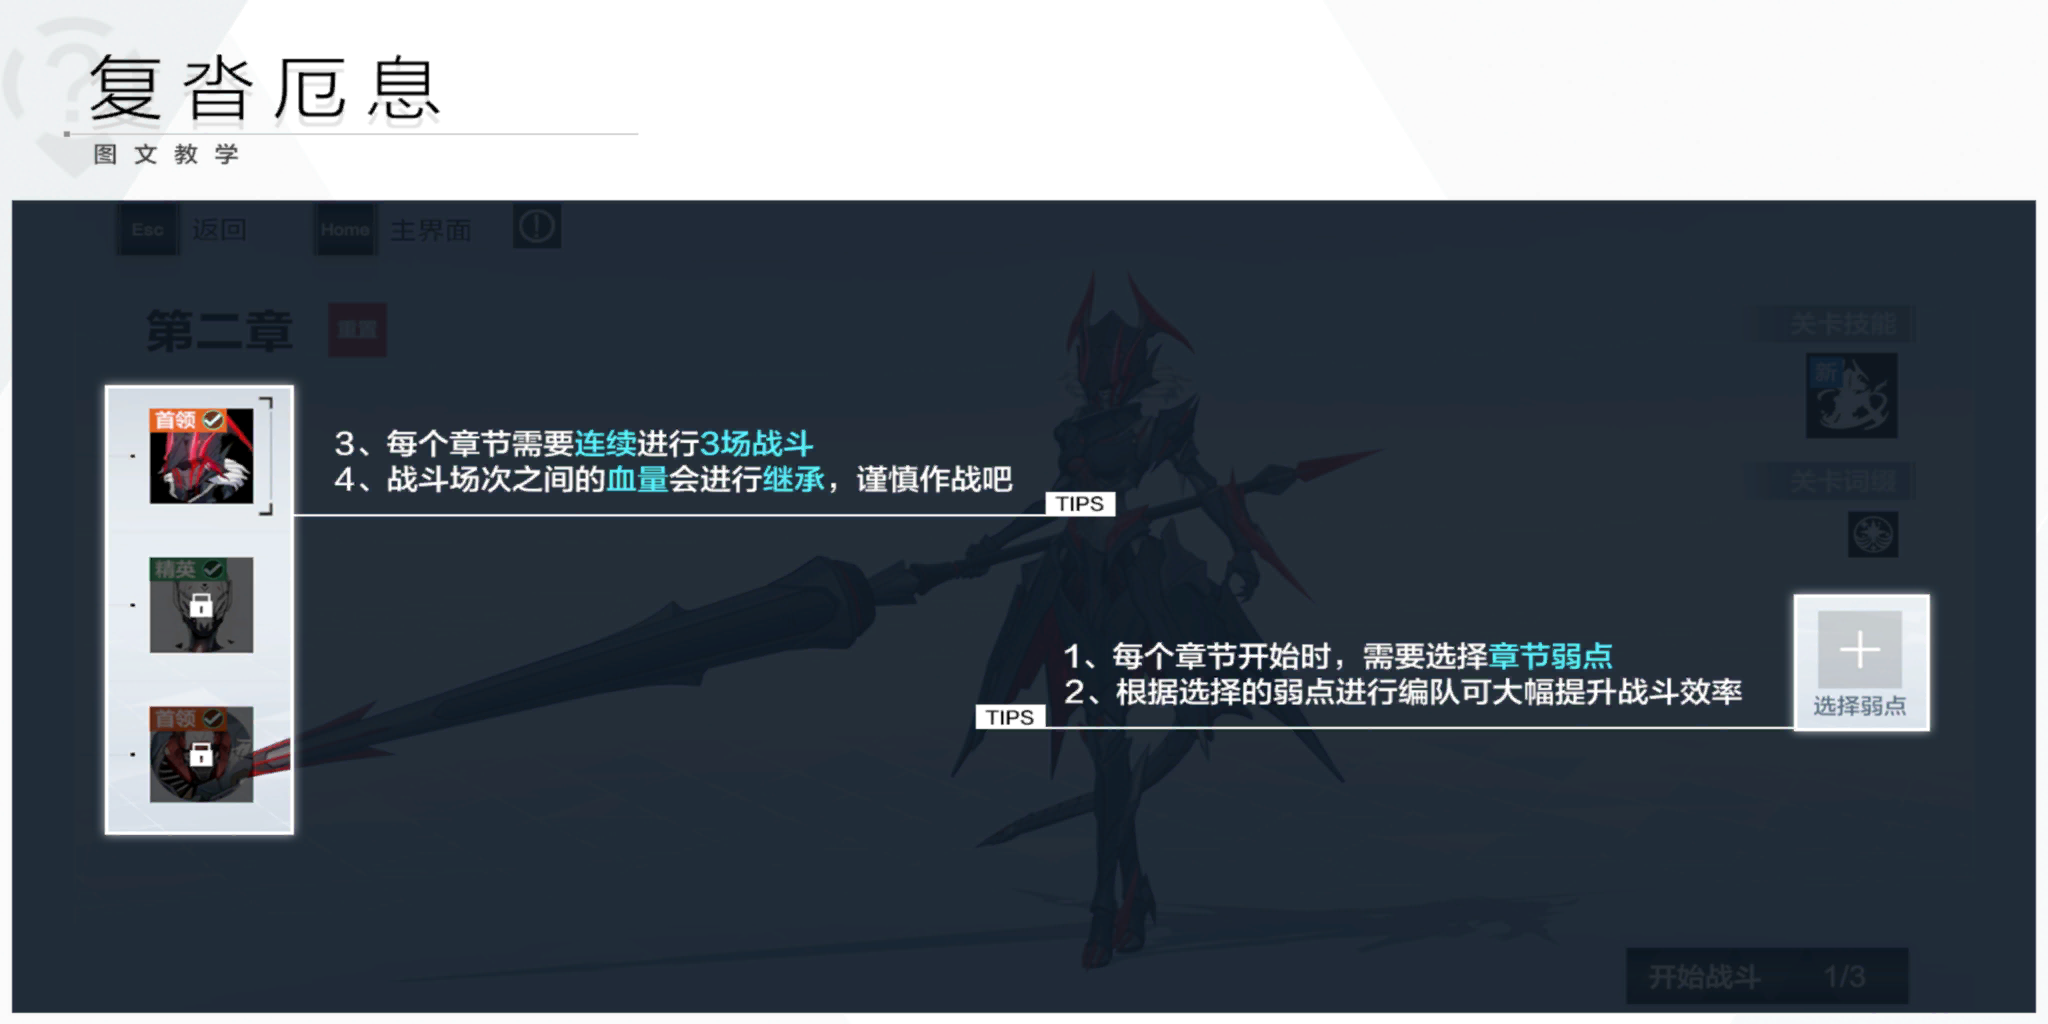 复沓厄息
图文教学
Esc 返回 Home 主界面
第二章 重置
关卡技能
新
首领
3、每个章节需要连续进行3场战斗
4、战斗场次之间的血量会进行继承，谨慎作战吧
TIPS
关卡词缀
精英
1、每个章节开始时，需要选择章节弱点
2、根据选择的弱点进行编队可大幅提升战斗效率
TIPS
选择弱点
首领
开始战斗 1/3